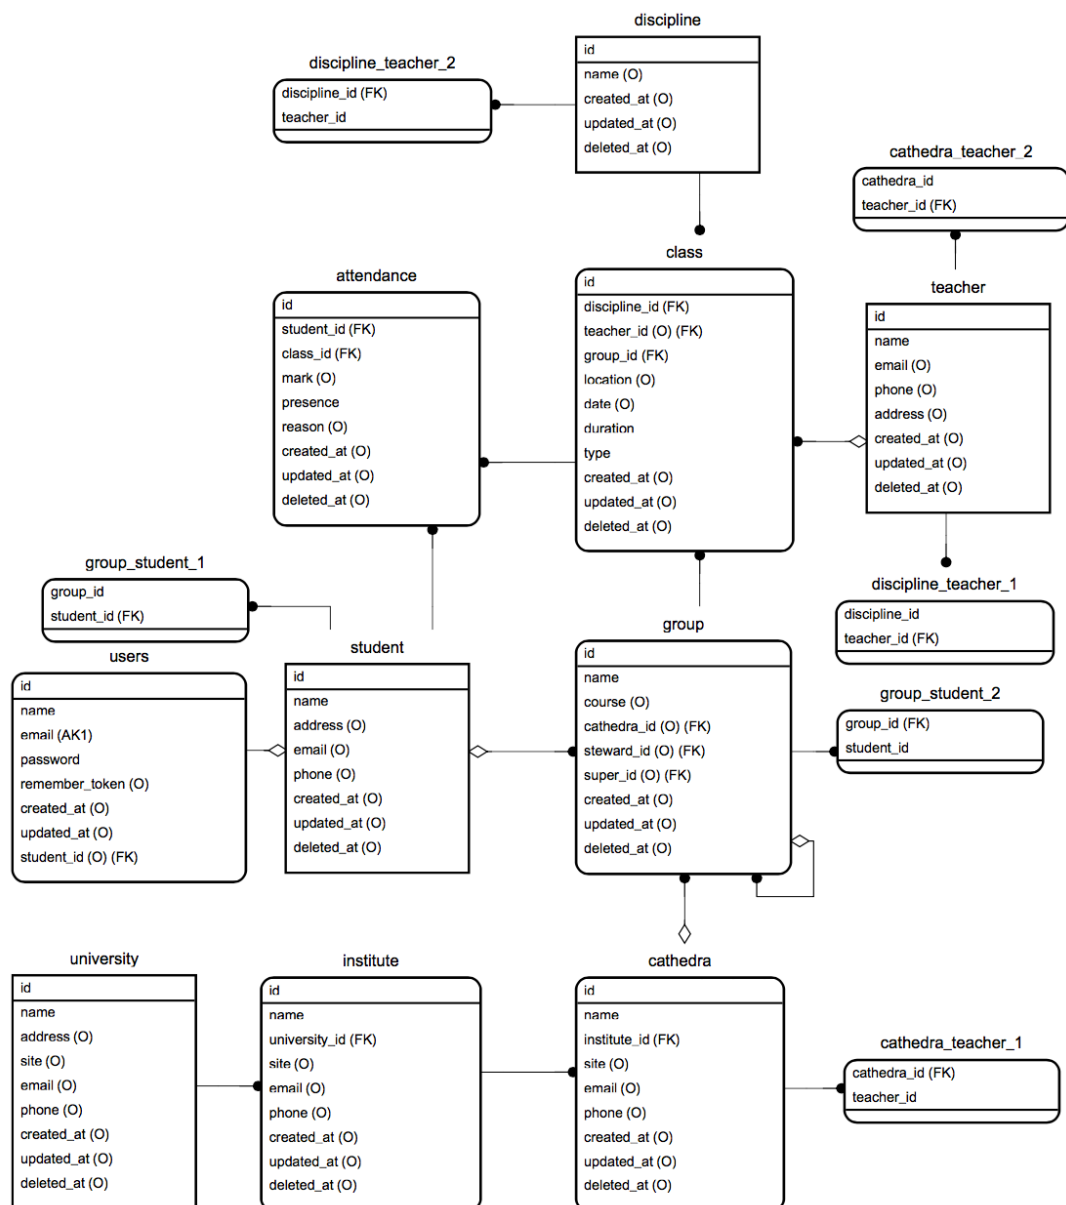 discipline
id
name (O)
created_at (O)
updated_at (O)
deleted_at (O)
discipline_teacher_2
discipline_id (FK)
teacher_id
cathedra_teacher_2
cathedra_id
teacher_id (FK)
class
id
discipline_id (FK)
teacher_id (O) (FK)
group_id (FK)
location (O)
date (O)
duration
type
created_at (O)
updated_at (O)
deleted_at (O)
attendance
id
student_id (FK)
class_id (FK)
mark (O)
presence
reason (O)
created_at (O)
updated_at (O)
deleted_at (O)
teacher
id
name
email (O)
phone (O)
address (O)
created_at (O)
updated_at (O)
deleted_at (O)
group_student_1
group_id
student_id (FK)
discipline_teacher_1
discipline_id
teacher_id (FK)
users
id
name
email (AK1)
password
remember_token (O)
created_at (O)
updated_at (O)
student_id (O) (FK)
student
id
name
address (O)
email (O)
phone (O)
created_at (O)
updated_at (O)
deleted_at (O)
group
id
name
course (O)
cathedra_id (O) (FK)
steward_id (O) (FK)
super_id (O) (FK)
created_at (O)
updated_at (O)
deleted_at (O)
group_student_2
group_id (FK)
student_id
university
id
name
address (O)
site (O)
email (O)
phone (O)
created_at (O)
updated_at (O)
deleted_at (O)
institute
id
name
university_id (FK)
site (O)
email (O)
phone (O)
created_at (O)
updated_at (O)
deleted_at (O)
cathedra
id
name
institute_id (FK)
site (O)
email (O)
phone (O)
created_at (O)
updated_at (O)
deleted_at (O)
cathedra_teacher_1
cathedra_id (FK)
teacher_id